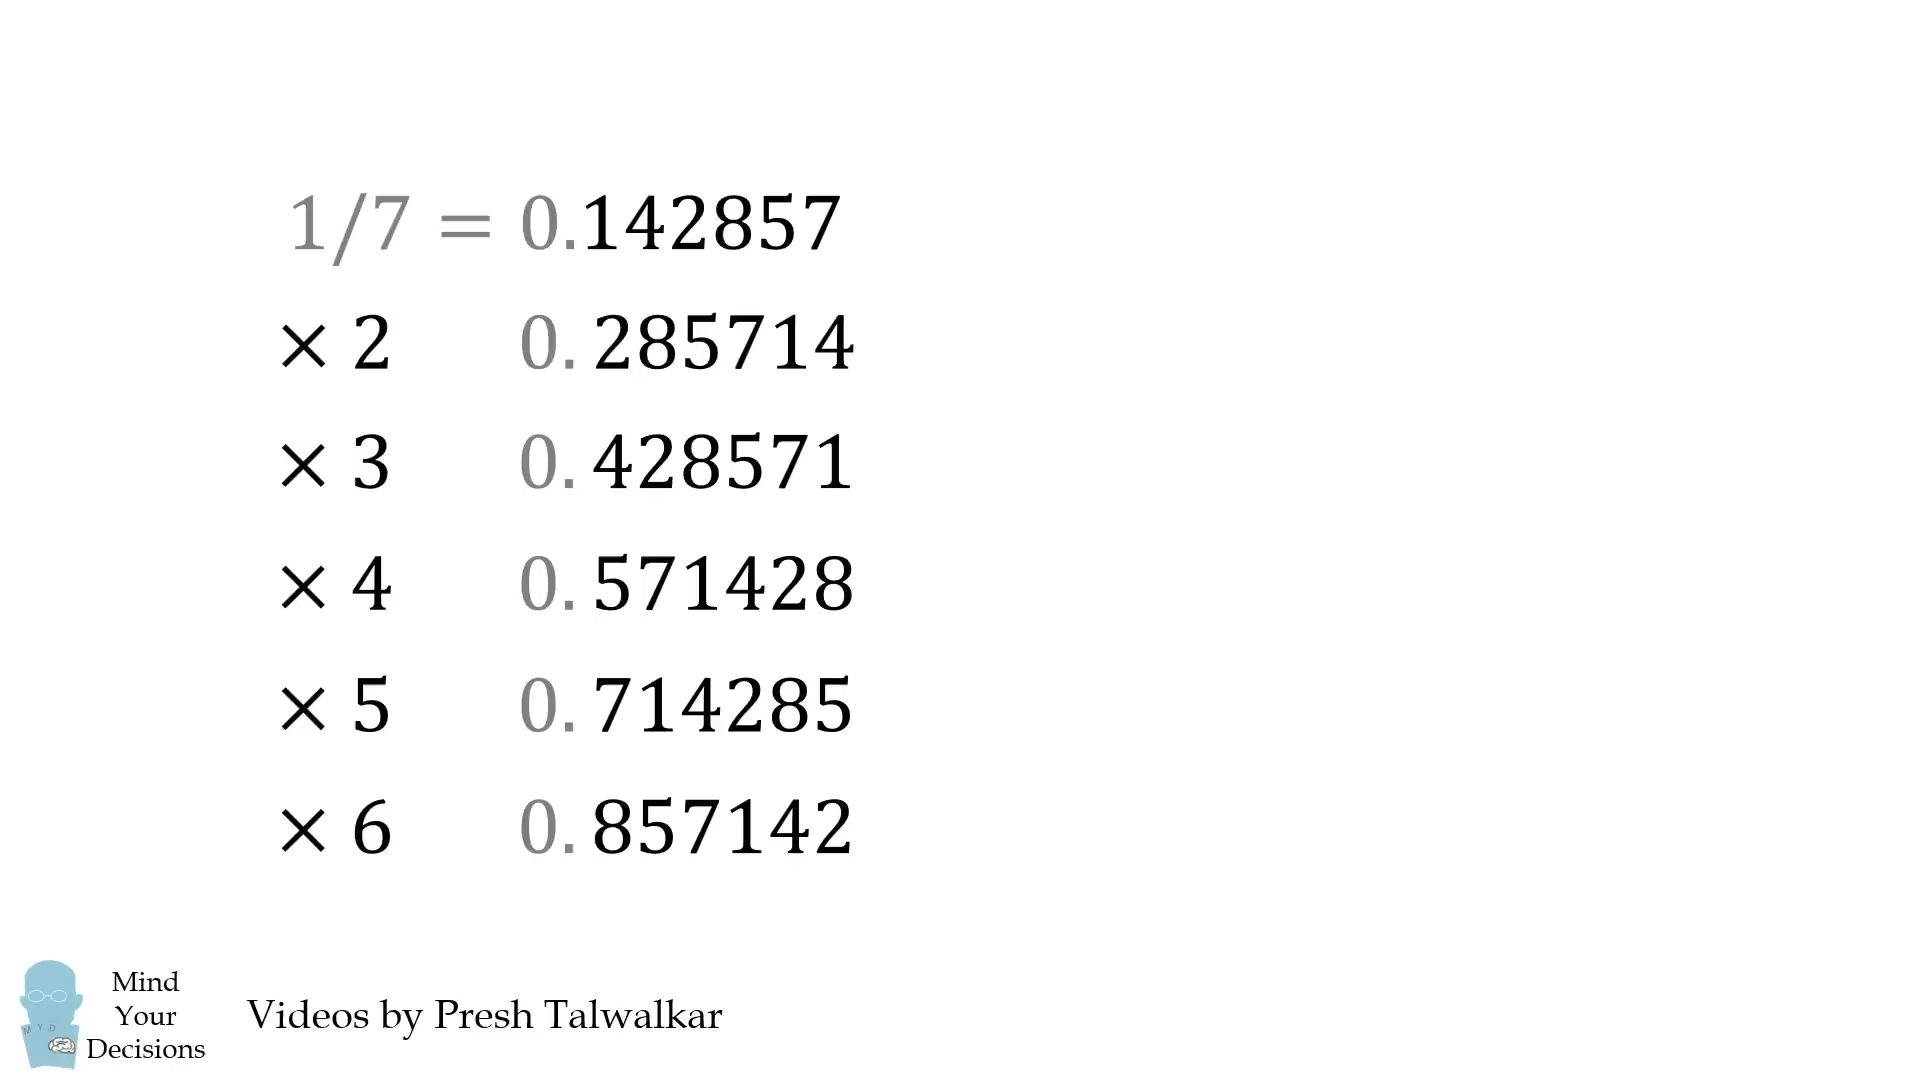 1/7 = 0.142857
× 2 0. 285714
× 3 0. 428571
× 4 0. 571428
× 5 0. 714285
× 6 0. 857142
Mind
Your
Decisions
M Y D
Videos by Presh Talwalkar